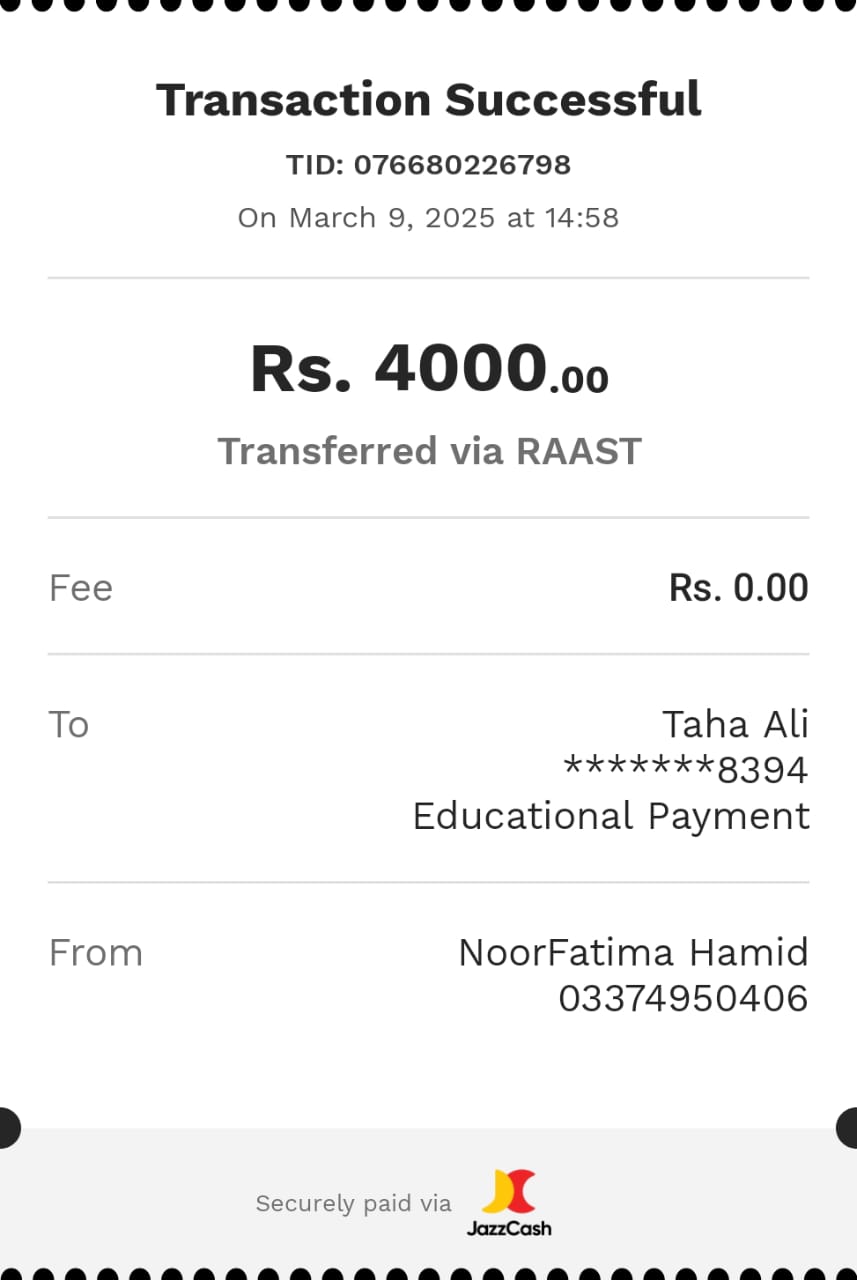 Transaction Successful
TID: 076680226798
On March 9, 2025 at 14:58
Rs. 4000.00
Transferred via RAAST
Fee Rs. 0.00
To Taha Ali
*******8394
Educational Payment
From NoorFatima Hamid
03374950406
Securely paid via JazzCash